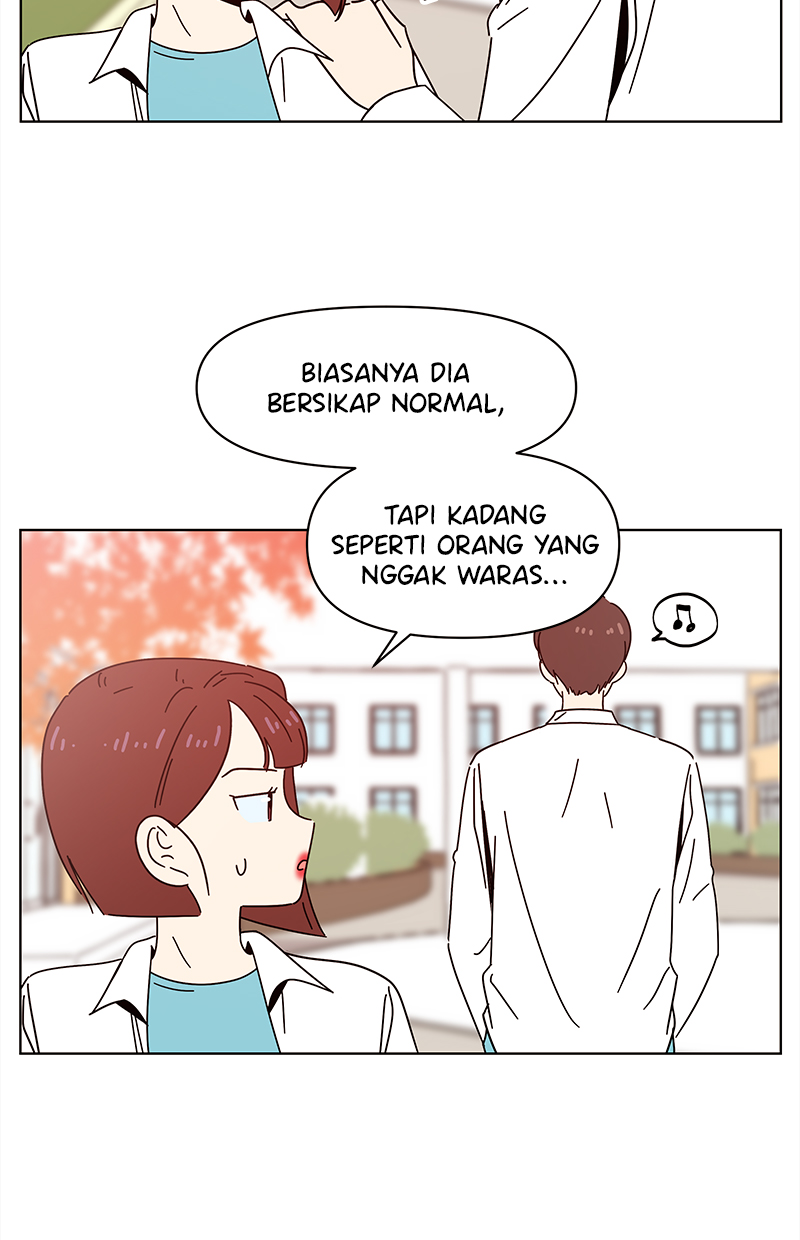 BIASANYA DIA
BERSIKAP NORMAL,
TAPI KADANG
SEPERTI ORANG YANG
NGGAK WARAS...